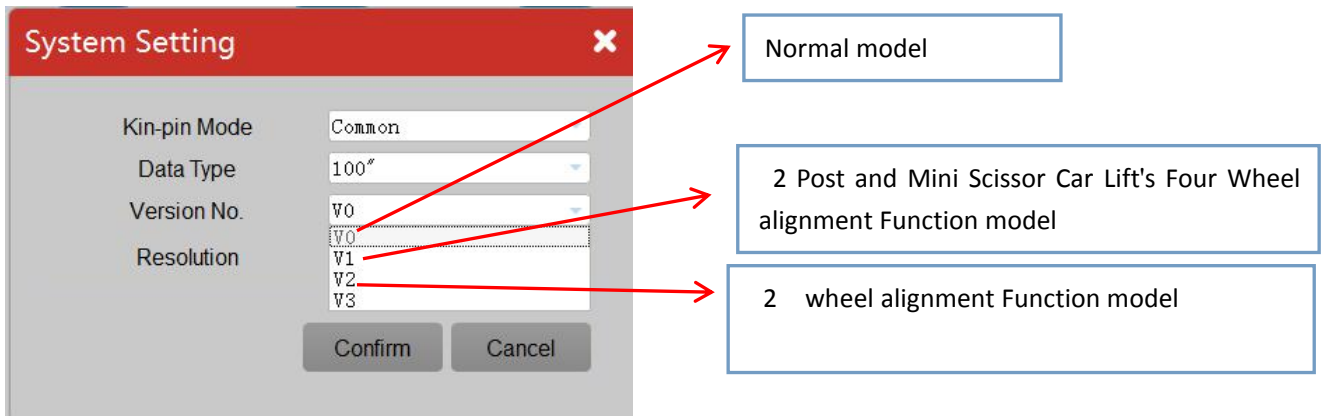 System Setting
Normal model
Kin-pin Mode
Common
Data Type
100″
Version No.
V0
V0
V1
V2
V3
Resolution
Confirm
Cancel
2 Post and Mini Scissor Car Lift's Four Wheel
alignment Function model
2 wheel alignment Function model